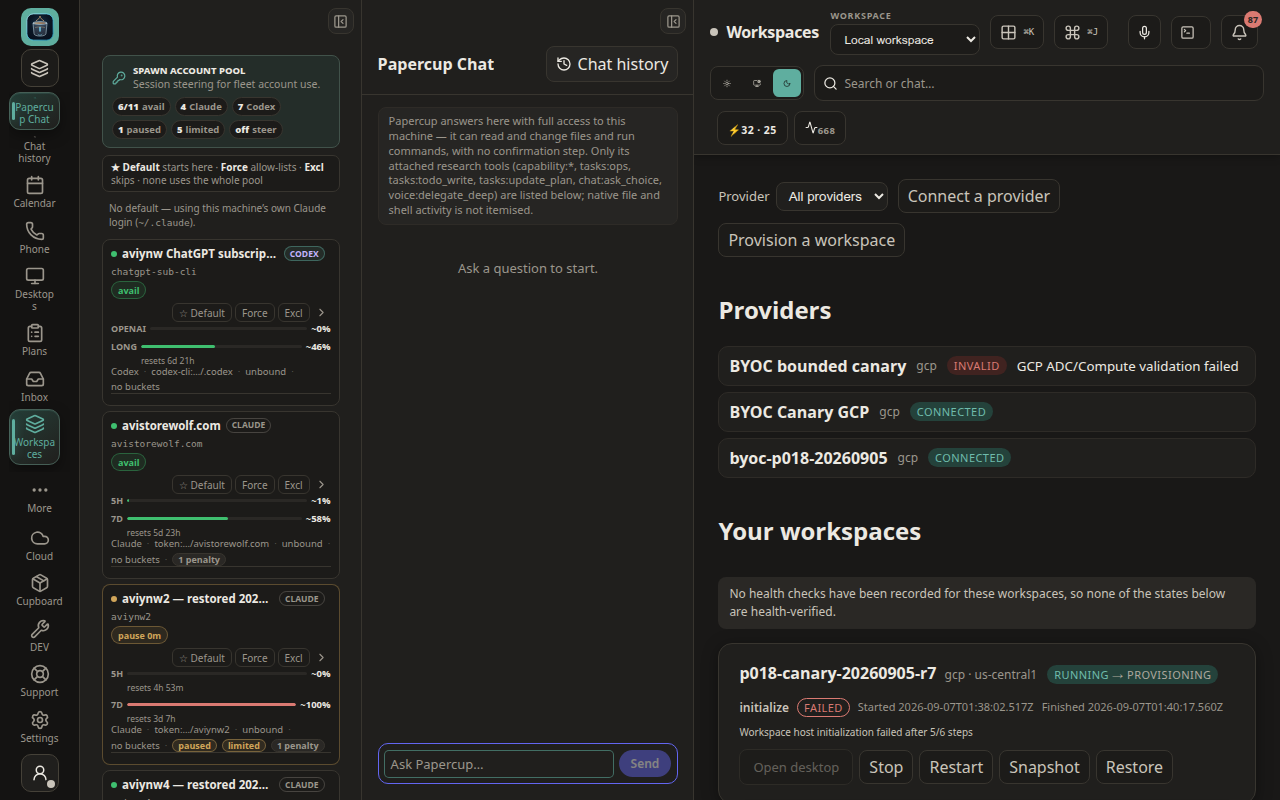 Papercu
p Chat
Chat
history
Calendar
Phone
Desktop
s
Plans
Inbox
Workspa
ces
More
Cloud
Cupboard
DEV
Support
Settings
SPAWN ACCOUNT POOL
Session steering for fleet account use.
6/11 avail 4 Claude 7 Codex
1 paused 5 limited off steer
★ Default starts here · Force allow-lists · Excl
skips · none uses the whole pool
No default — using this machine's own Claude
login (~/.claude).
aviynw ChatGPT subscrip... CODEX
chatgpt-sub-cli
avail
☆ Default Force Excl
OPENAI ~0%
LONG ~46%
resets 6d 21h
Codex · codex-cli:.../.codex · unbound ·
no buckets
avistorewolf.com CLAUDE
avistorewolf.com
avail
☆ Default Force Excl
5H ~1%
7D ~58%
resets 5d 23h
Claude · token:.../avistorewolf.com · unbound ·
no buckets · 1 penalty
aviynw2 — restored 202... CLAUDE
aviynw2
pause 0m
☆ Default Force Excl
5H ~0%
resets 4h 53m
7D ~100%
resets 3d 7h
Claude · token:.../aviynw2 · unbound ·
no buckets · paused limited 1 penalty
aviynw4 — restored 202... CLAUDE
Papercup Chat
Chat history
Papercup answers here with full access to this
machine — it can read and change files and run
commands, with no confirmation step. Only its
attached research tools (capability:*, tasks:ops,
tasks:todo_write, tasks:update_plan, chat:ask_choice,
voice:delegate_deep) are listed below; native file and
shell activity is not itemised.
Ask a question to start.
Ask Papercup...
Send
Workspaces
WORKSPACE
Local workspace
⌘K
⌘J
87
Search or chat...
⚡32 · 25
668
Provider All providers Connect a provider
Provision a workspace
Providers
BYOC bounded canary gcp INVALID GCP ADC/Compute validation failed
BYOC Canary GCP gcp CONNECTED
byoc-p018-20260905 gcp CONNECTED
Your workspaces
No health checks have been recorded for these workspaces, so none of the states below
are health-verified.
p018-canary-20260905-r7 gcp · us-central1 RUNNING → PROVISIONING
initialize FAILED Started 2026-09-07T01:38:02.517Z Finished 2026-09-07T01:40:17.560Z
Workspace host initialization failed after 5/6 steps
Open desktop Stop Restart Snapshot Restore